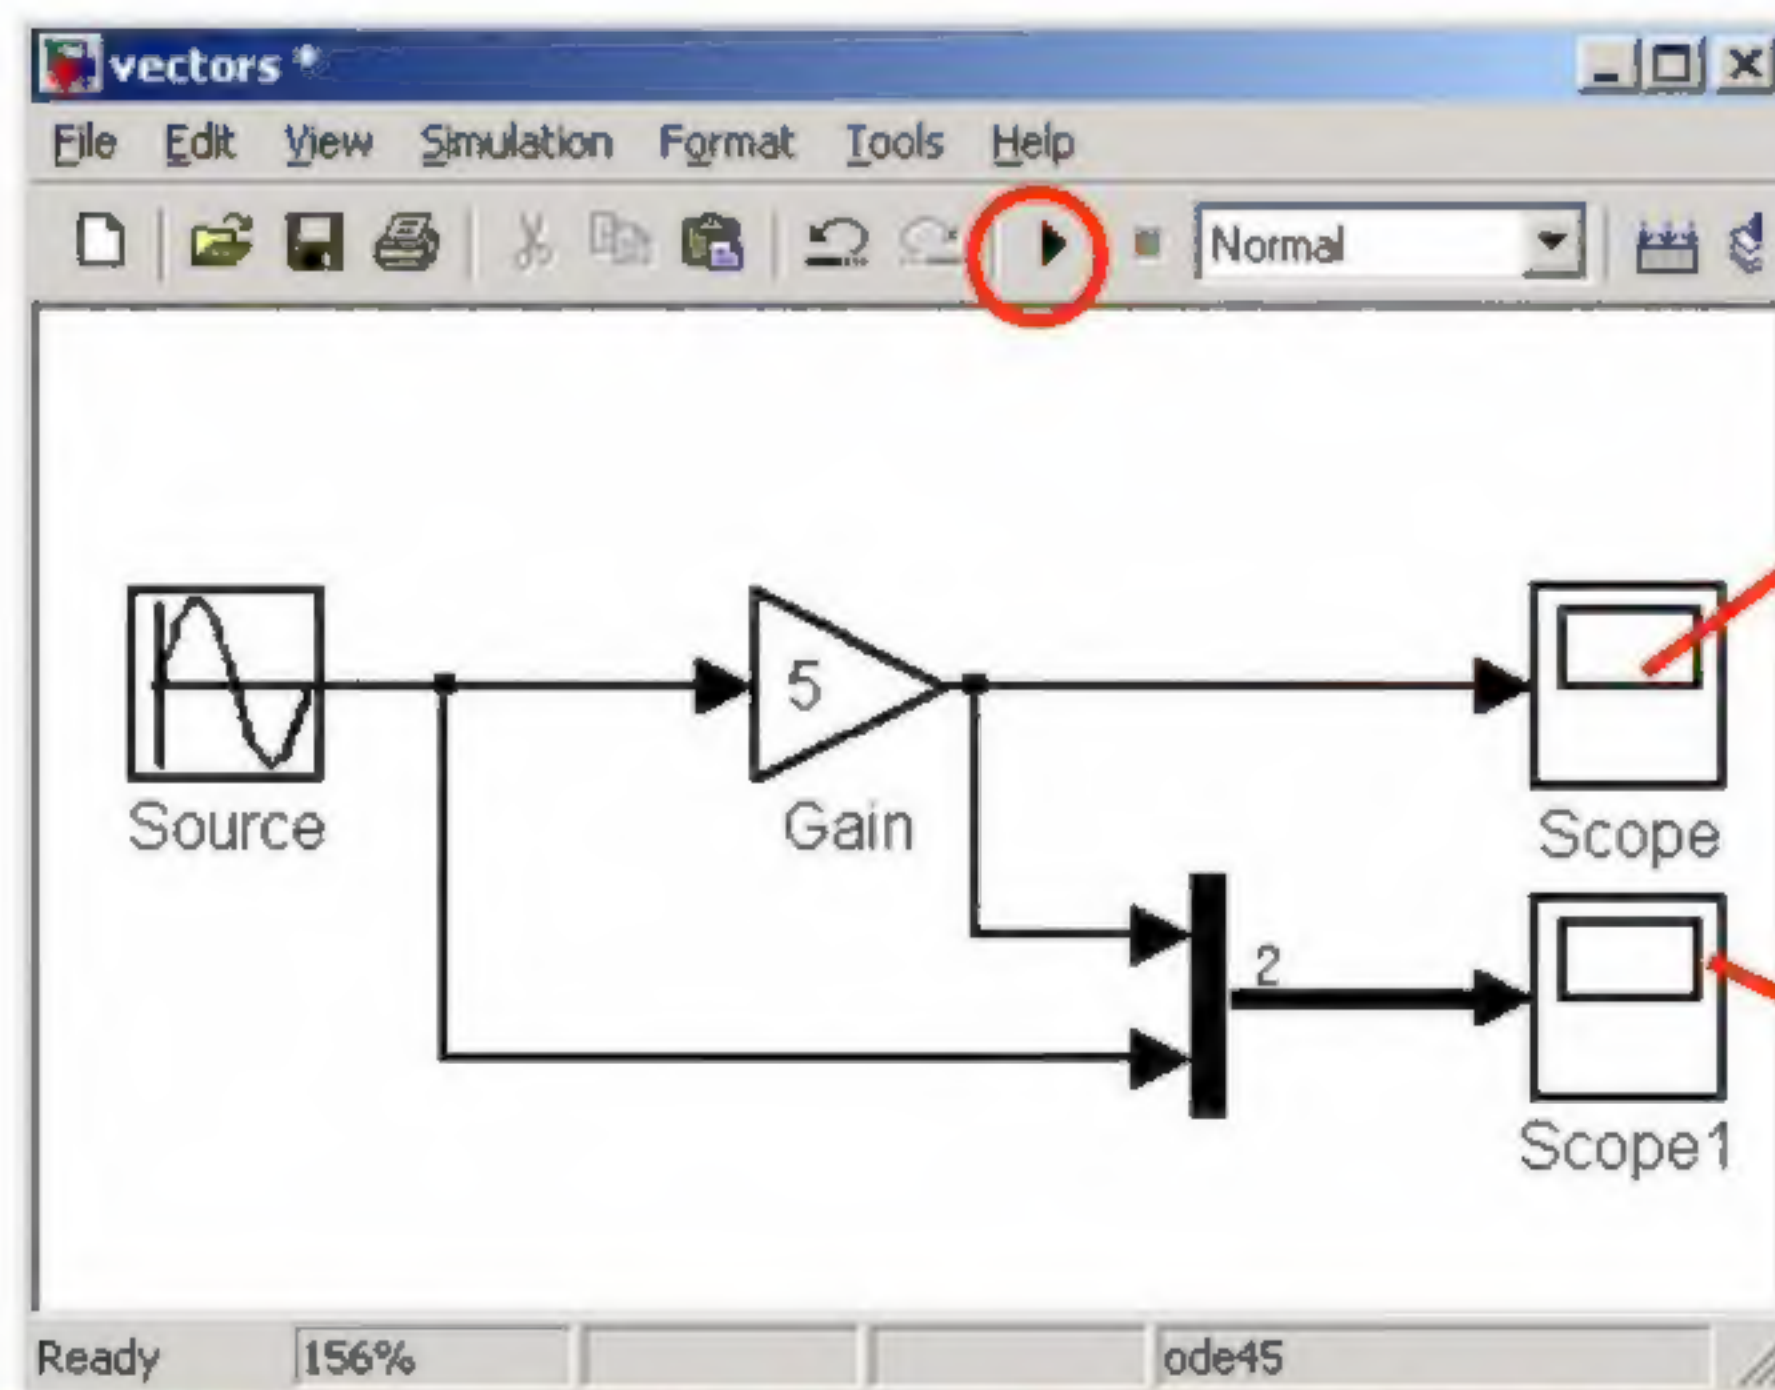 vectors *
File Edit View Simulation Format Tools Help
Normal
5
Source
Gain
Scope
2
Scope1
Ready 156% ode45